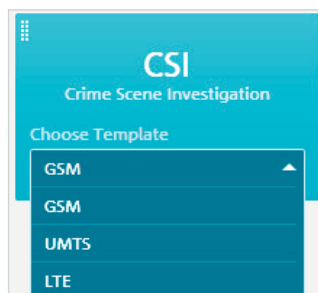 CSI
Crime Scene Investigation
Choose Template
GSM
GSM
UMTS
LTE